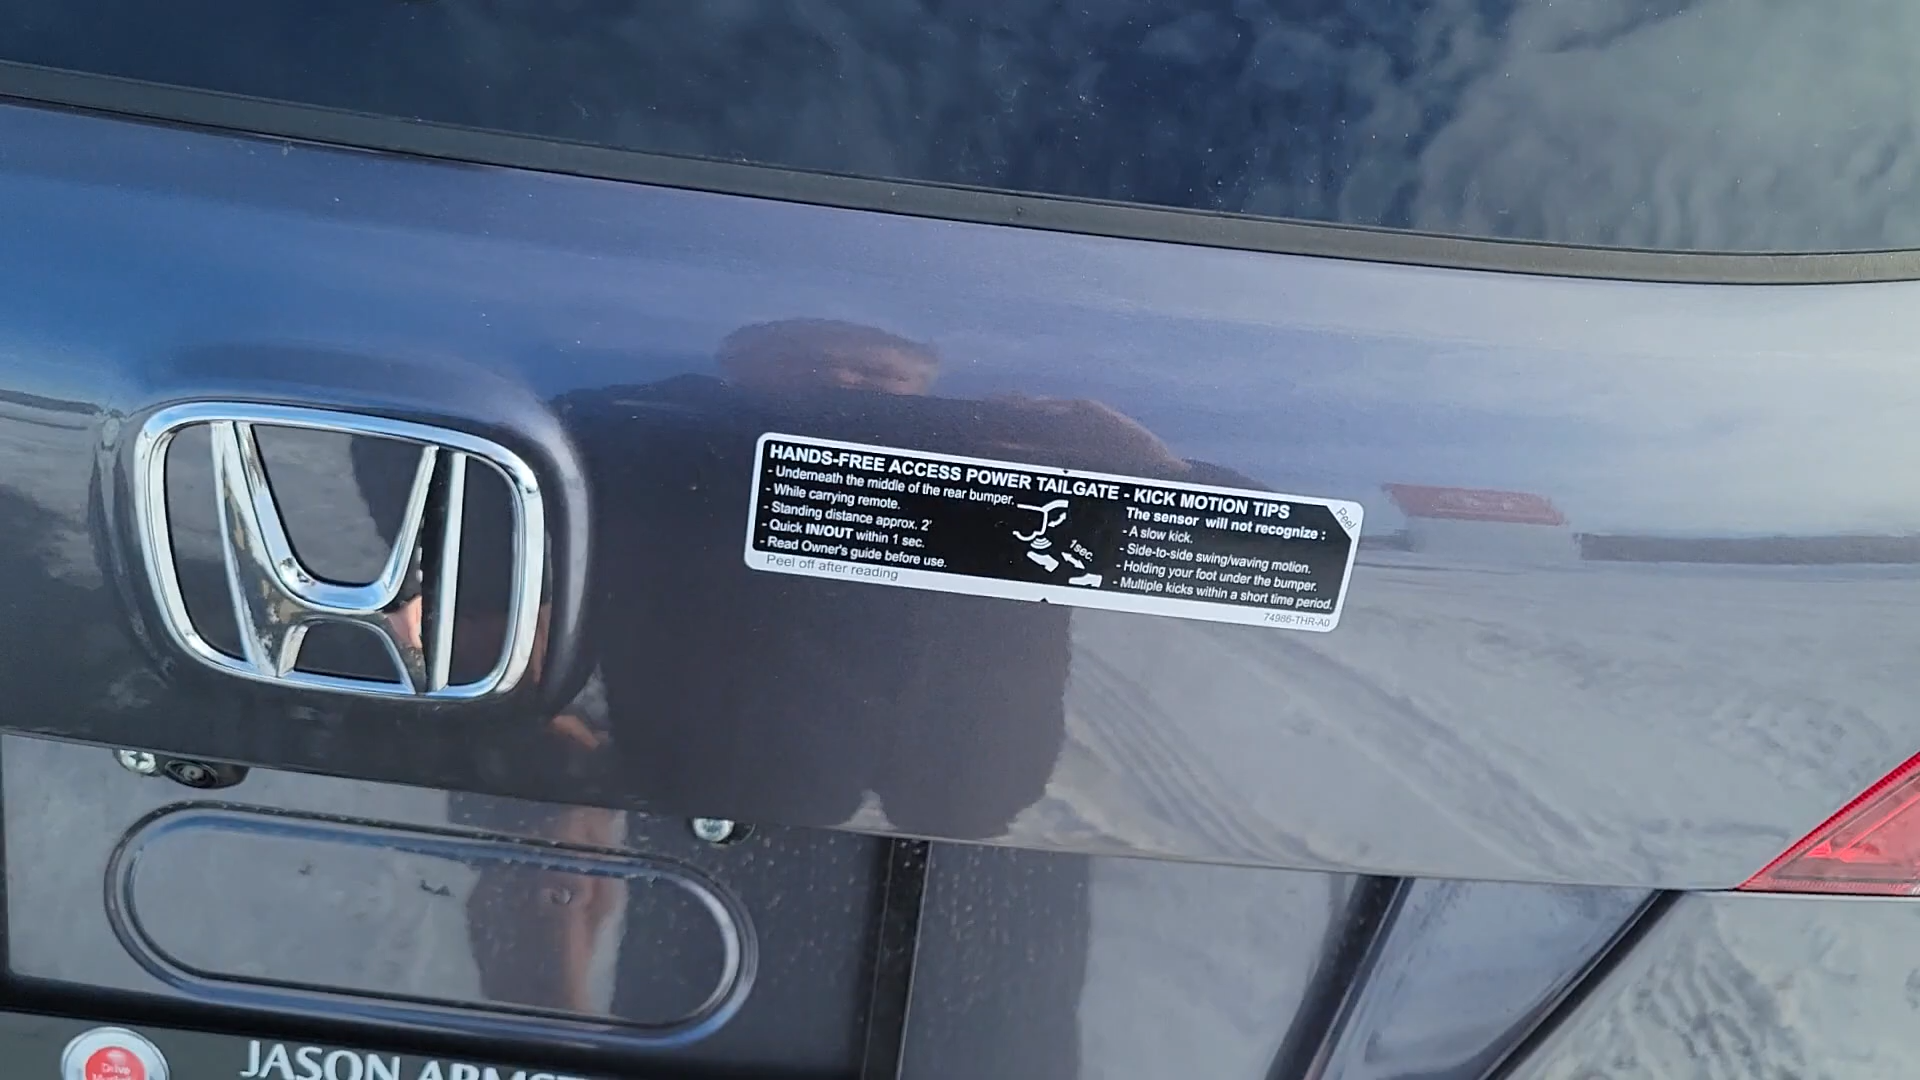 HANDS-FREE ACCESS POWER TAILGATE - KICK MOTION TIPS
- Underneath the middle of the rear bumper.
- While carrying remote.
- Standing distance approx. 2'
- Quick IN/OUT within 1 sec.
- Read Owner's guide before use.
Peel off after reading
1sec.
The sensor will not recognize :
- A slow kick.
- Side-to-side swing/waving motion.
- Holding your foot under the bumper.
- Multiple kicks within a short time period.
74986-THR-A0
Peel
Drive
JASON